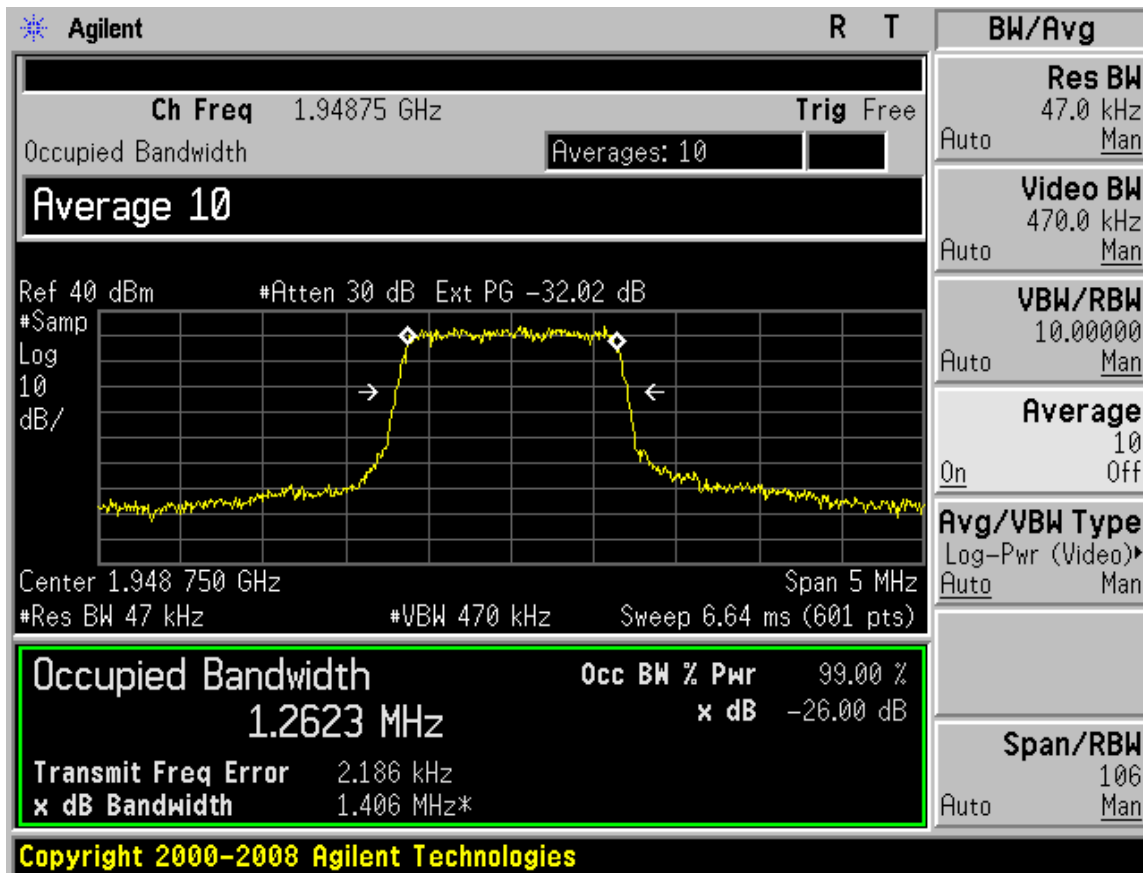 Agilent R T
Ch Freq 1.94875 GHz Trig Free
Occupied Bandwidth Averages: 10
Average 10
Ref 40 dBm #Atten 30 dB Ext PG -32.02 dB
#Samp
Log
10
dB/
Center 1.948 750 GHz Span 5 MHz
#Res BW 47 kHz #VBW 470 kHz Sweep 6.64 ms (601 pts)
Occupied Bandwidth Occ BW % Pwr 99.00 %
1.2623 MHz x dB -26.00 dB
Transmit Freq Error 2.186 kHz
x dB Bandwidth 1.406 MHz*
Copyright 2000-2008 Agilent Technologies
BW/Avg
Res BW
47.0 kHz
Auto Man
Video BW
470.0 kHz
Auto Man
VBW/RBW
10.00000
Auto Man
Average
10
On Off
Avg/VBW Type
Log-Pwr (Video)
Auto Man
Span/RBW
106
Auto Man